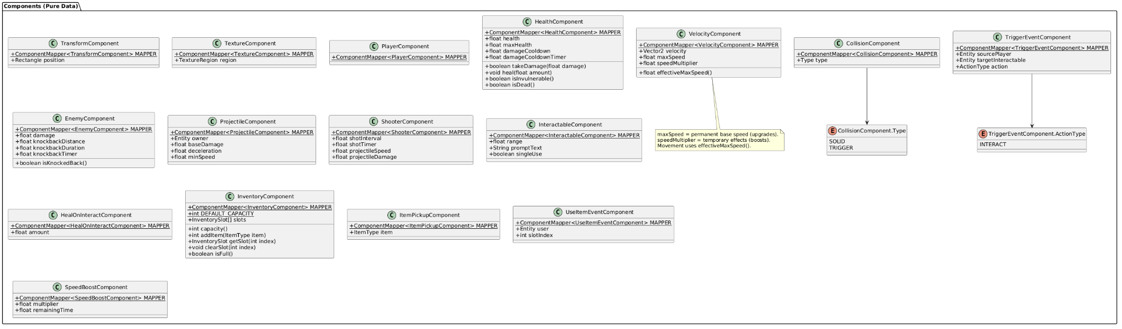 Components (Pure Data)
C TransformComponent
+ComponentMapper<TransformComponent> MAPPER
+Rectangle position
C TextureComponent
+ComponentMapper<TextureComponent> MAPPER
+TextureRegion region
C PlayerComponent
+ComponentMapper<PlayerComponent> MAPPER
C HealthComponent
+ComponentMapper<HealthComponent> MAPPER
+float health
+float maxHealth
+float damageCooldown
+float damageCooldownTimer
+boolean takeDamage(float damage)
+void heal(float amount)
+boolean isInvulnerable()
+boolean isDead()
C VelocityComponent
+ComponentMapper<VelocityComponent> MAPPER
+Vector2 velocity
+float maxSpeed
+float speedMultiplier
+float effectiveMaxSpeed()
C CollisionComponent
+ComponentMapper<CollisionComponent> MAPPER
+Type type
C TriggerEventComponent
+ComponentMapper<TriggerEventComponent> MAPPER
+Entity sourcePlayer
+Entity targetInteractable
+ActionType action
C EnemyComponent
+ComponentMapper<EnemyComponent> MAPPER
+float damage
+float knockbackDistance
+float knockbackDuration
+float knockbackTimer
+boolean isKnockedBack()
C ProjectileComponent
+ComponentMapper<ProjectileComponent> MAPPER
+Entity owner
+float baseDamage
+float deceleration
+float minSpeed
C ShooterComponent
+ComponentMapper<ShooterComponent> MAPPER
+float shotInterval
+float shotTimer
+float projectileSpeed
+float projectileDamage
C InteractableComponent
+ComponentMapper<InteractableComponent> MAPPER
+float range
+String promptText
+boolean singleUse
maxSpeed = permanent base speed (upgrades).
speedMultiplier = temporary effects (boosts).
Movement uses effectiveMaxSpeed().
E CollisionComponent.Type
SOLID
TRIGGER
E TriggerEventComponent.ActionType
INTERACT
C HealOnInteractComponent
+ComponentMapper<HealOnInteractComponent> MAPPER
+float amount
C InventoryComponent
+ComponentMapper<InventoryComponent> MAPPER
+int DEFAULT_CAPACITY
+InventorySlot[] slots
+int capacity()
+int addItem(ItemType item)
+InventorySlot getSlot(int index)
+void clearSlot(int index)
+boolean isFull()
C ItemPickupComponent
+ComponentMapper<ItemPickupComponent> MAPPER
+ItemType item
C UseItemEventComponent
+ComponentMapper<UseItemEventComponent> MAPPER
+Entity user
+int slotIndex
C SpeedBoostComponent
+ComponentMapper<SpeedBoostComponent> MAPPER
+float multiplier
+float remainingTime